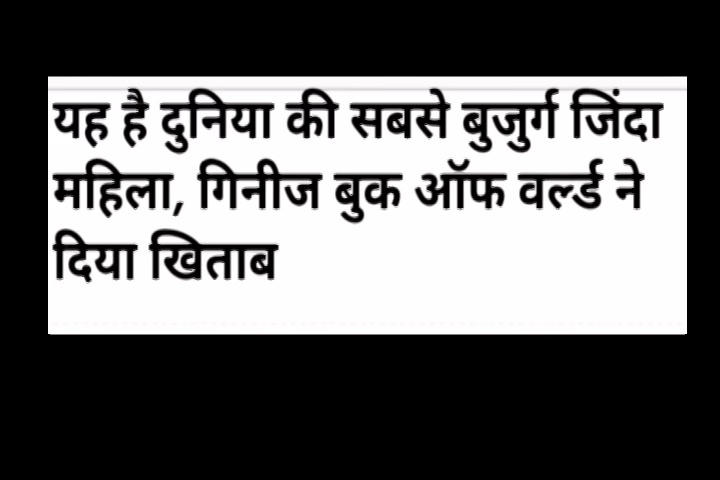 यह है दुनिया की सबसे बुजुर्ग जिंदा
महिला, गिनीज बुक ऑफ वर्ल्ड ने
दिया खिताब